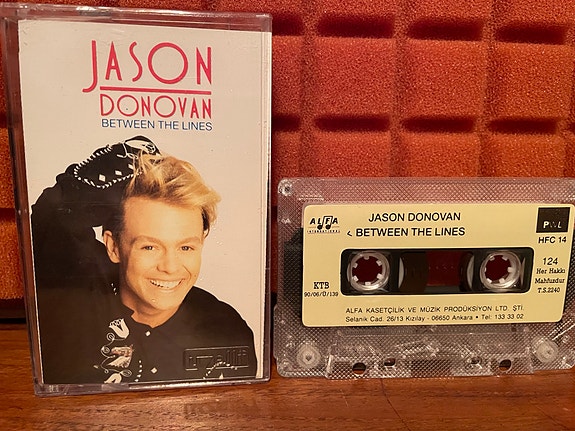 JASON
DONOVAN
BETWEEN THE LINES
ALFA
JASON DONOVAN
< BETWEEN THE LINES
PWL
HFC 14
KTB
90/06/0/139
124
Her Hakkı
Mahfuzdur
T.S.2240
ALFA KASETÇİLİK VE MÜZİK PRODÜKSİYON LTD. ŞTİ.
Selanik Cad. 26/13 Kızılay - 06650 Ankara • Tel: 133 33 02